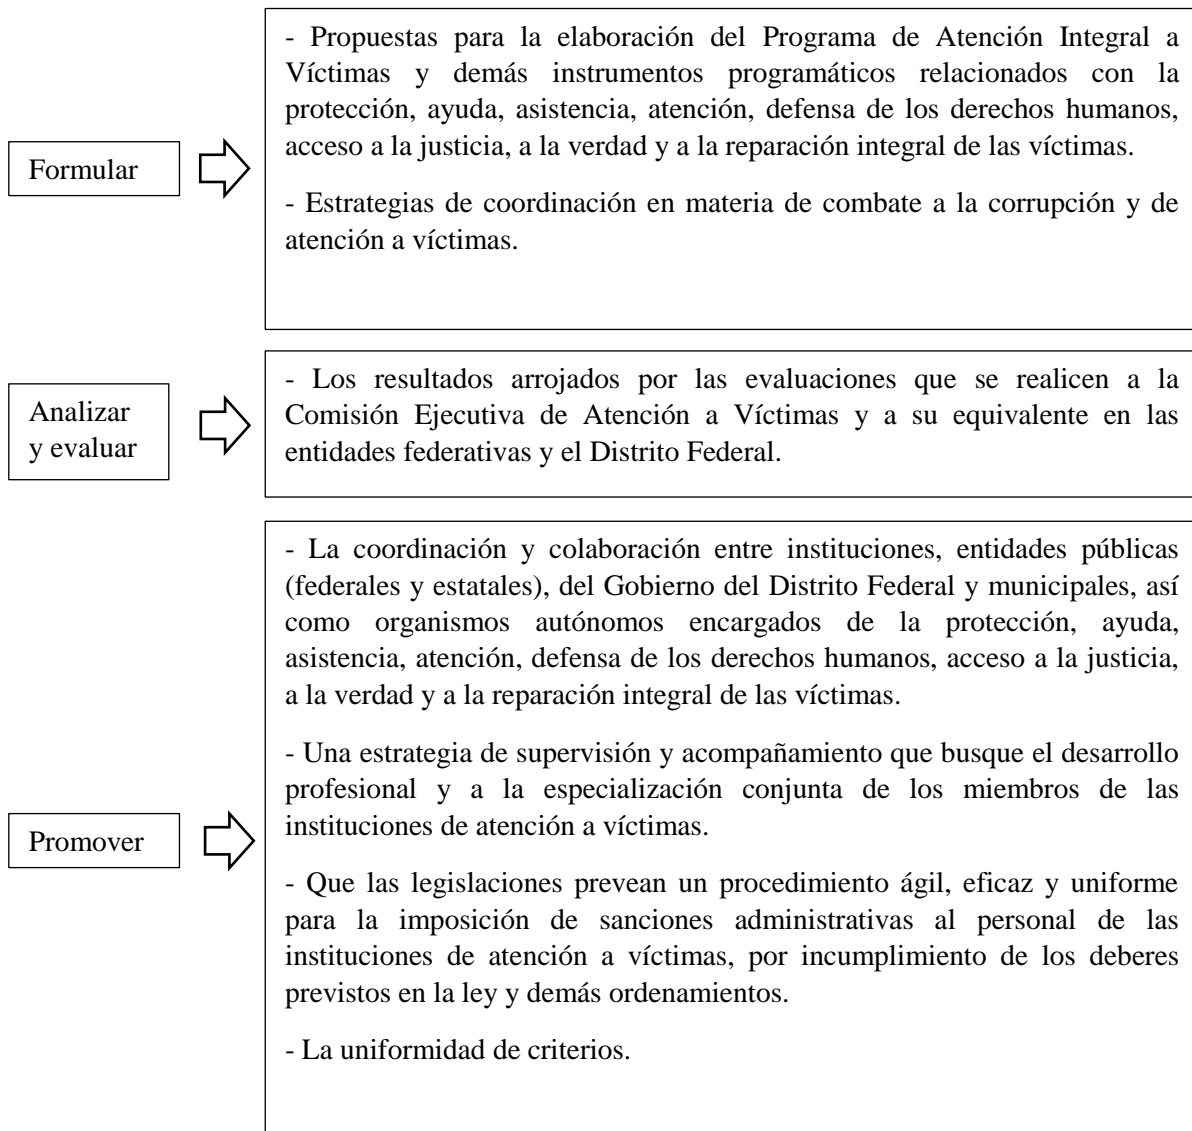 Formular
- Propuestas para la elaboración del Programa de Atención Integral a
Víctimas y demás instrumentos programáticos relacionados con la
protección, ayuda, asistencia, atención, defensa de los derechos humanos,
acceso a la justicia, a la verdad y a la reparación integral de las víctimas.
- Estrategias de coordinación en materia de combate a la corrupción y de
atención a víctimas.
Analizar
y evaluar
- Los resultados arrojados por las evaluaciones que se realicen a la
Comisión Ejecutiva de Atención a Víctimas y a su equivalente en las
entidades federativas y el Distrito Federal.
Promover
- La coordinación y colaboración entre instituciones, entidades públicas
(federales y estatales), del Gobierno del Distrito Federal y municipales, así
como organismos autónomos encargados de la protección, ayuda,
asistencia, atención, defensa de los derechos humanos, acceso a la justicia,
a la verdad y a la reparación integral de las víctimas.
- Una estrategia de supervisión y acompañamiento que busque el desarrollo
profesional y a la especialización conjunta de los miembros de las
instituciones de atención a víctimas.
- Que las legislaciones prevean un procedimiento ágil, eficaz y uniforme
para la imposición de sanciones administrativas al personal de las
instituciones de atención a víctimas, por incumplimiento de los deberes
previstos en la ley y demás ordenamientos.
- La uniformidad de criterios.